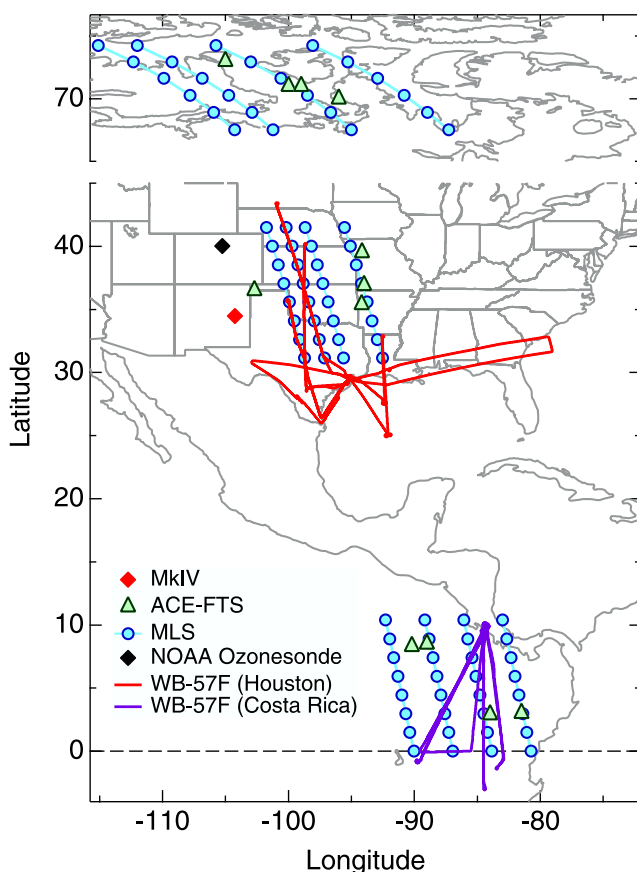 70
40
30
20
10
0
Latitude
MkIV
ACE-FTS
MLS
NOAA Ozonesonde
WB-57F (Houston)
WB-57F (Costa Rica)
-110 -100 -90 -80
Longitude